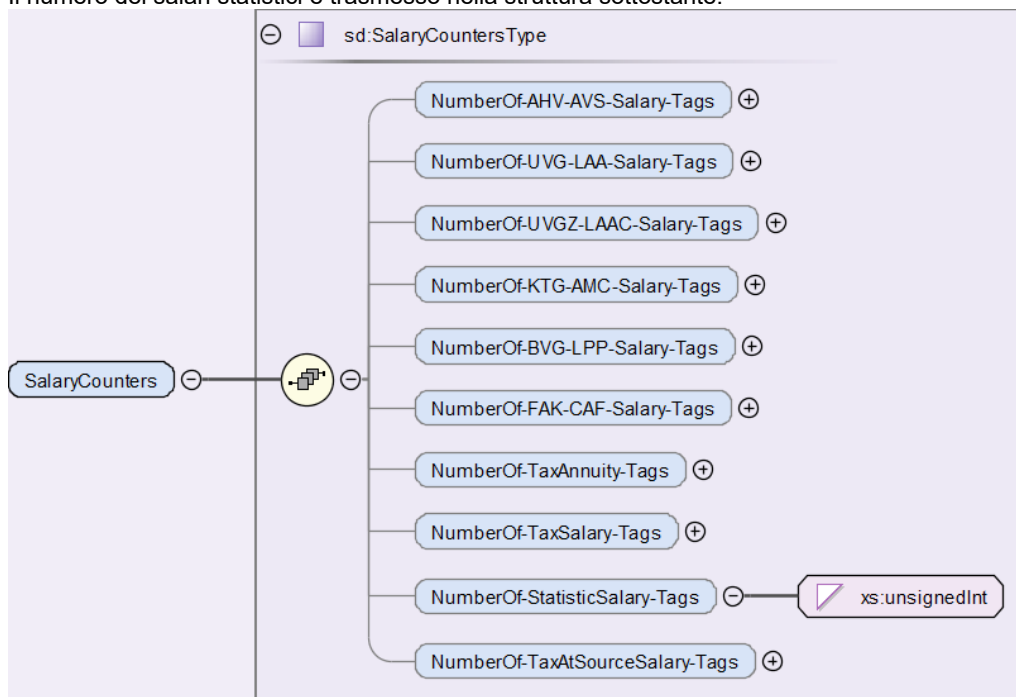 Il numero dei salari statistici è trasmesso nella struttura sottostante.
sd:SalaryCountersType
NumberOf-AHV-AVS-Salary-Tags
NumberOf-UVG-LAA-Salary-Tags
NumberOf-UVGZ-LAAC-Salary-Tags
NumberOf-KTG-AMC-Salary-Tags
NumberOf-BVG-LPP-Salary-Tags
SalaryCounters
NumberOf-FAK-CAF-Salary-Tags
NumberOf-TaxAnnuity-Tags
NumberOf-TaxSalary-Tags
NumberOf-StatisticSalary-Tags xs:unsignedInt
NumberOf-TaxAtSourceSalary-Tags